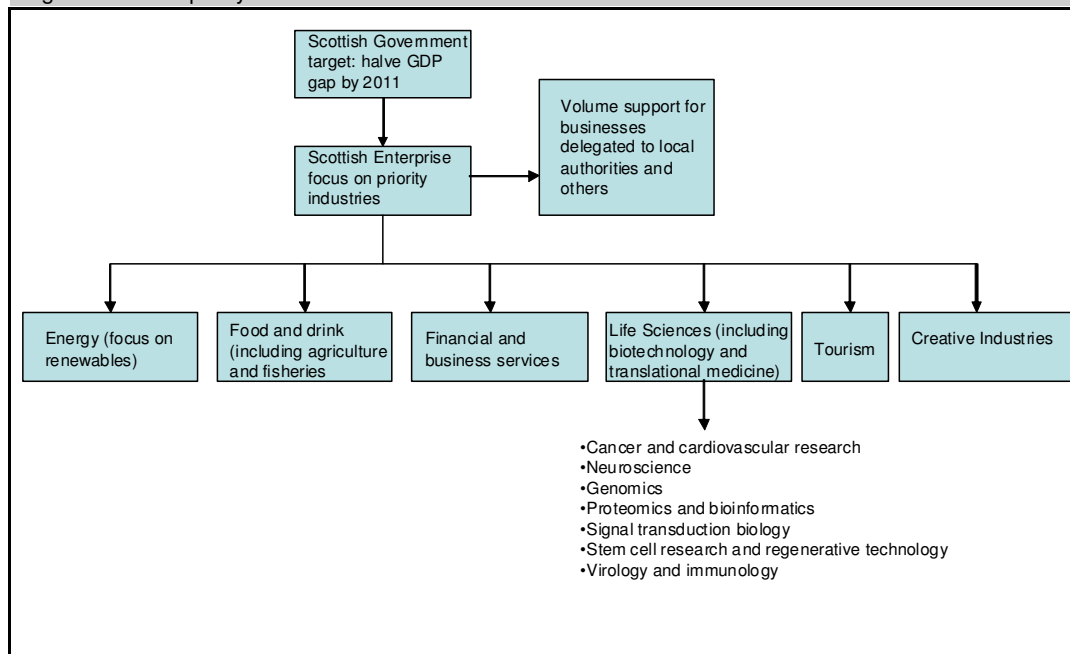 Scottish Government
target: halve GDP
gap by 2011
Volume support for
businesses
delegated to local
authorities and
others
Scottish Enterprise
focus on priority
industries
Energy (focus on
renewables)
Food and drink
(including agriculture
and fisheries
Financial and
business services
Life Sciences (including
biotechnology and
translational medicine)
Tourism
Creative Industries
•Cancer and cardiovascular research
•Neuroscience
•Genomics
•Proteomics and bioinformatics
•Signal transduction biology
•Stem cell research and regenerative technology
•Virology and immunology